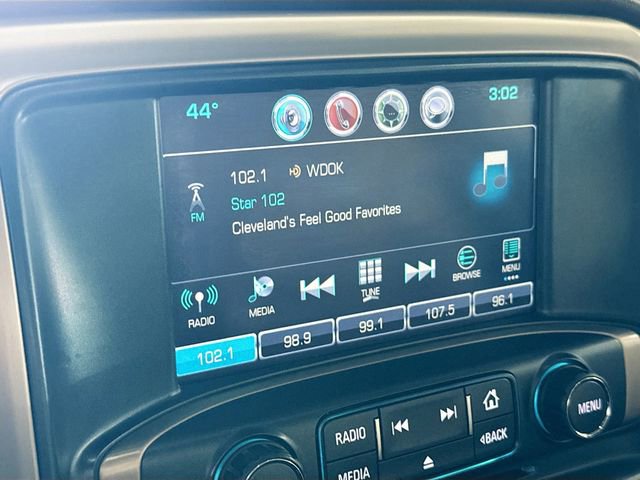 44°
3:02
102.1 WDOK
FM
Star 102
Cleveland's Feel Good Favorites
RADIO
MEDIA
TUNE
BROWSE
MENU
102.1
98.9
99.1
107.5
96.1
RADIO
MEDIA
BACK
MENU